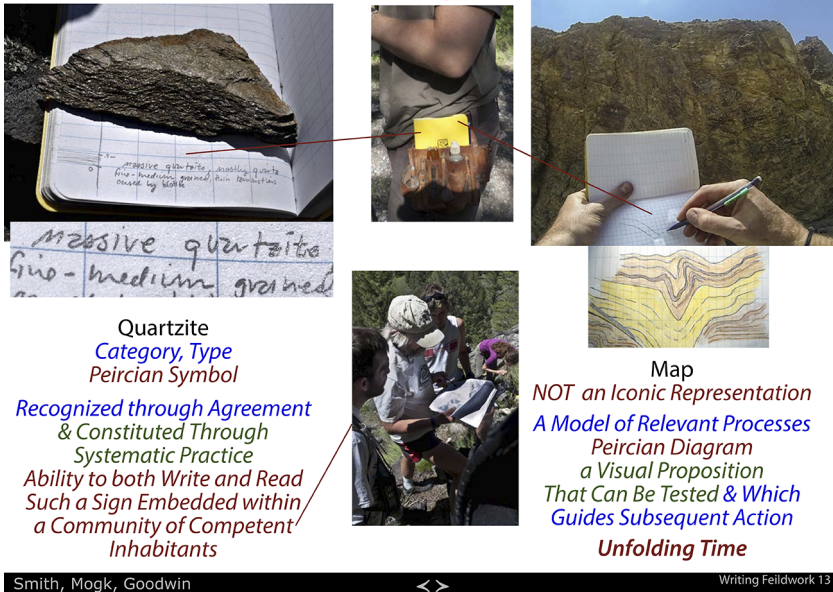 massive quartzite, mostly quartz
fine-medium grained, thin laminations
caused by
massive quartzite
fine-medium grained
Quartzite
Category, Type
Peircian Symbol
Recognized through Agreement
& Constituted Through
Systematic Practice
Ability to both Write and Read
Such a Sign Embedded within
a Community of Competent
Inhabitants
Map
NOT an Iconic Representation
A Model of Relevant Processes
Peircian Diagram
a Visual Proposition
That Can Be Tested & Which
Guides Subsequent Action
Unfolding Time
Smith, Mogk, Goodwin
<>
Writing Feildwork 13